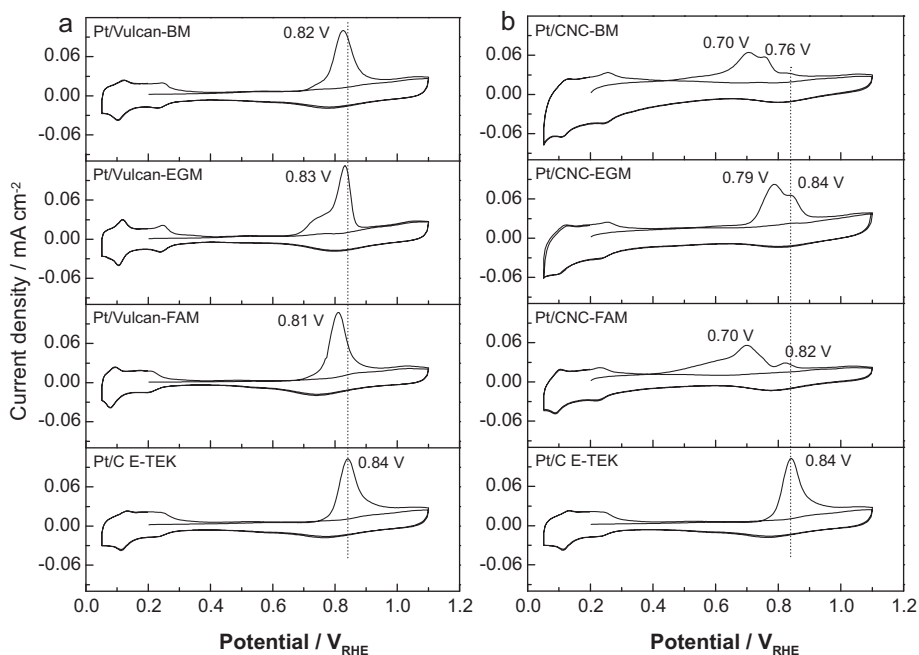 a
Pt/Vulcan-BM
0.82 V
0.06
0.00
-0.06
Pt/Vulcan-EGM
0.83 V
0.06
0.00
-0.06
Pt/Vulcan-FAM
0.81 V
0.06
0.00
-0.06
Pt/C E-TEK
0.84 V
0.06
0.00
-0.06
0.0 0.2 0.4 0.6 0.8 1.0 1.2
Potential / V_RHE
Current density / mA cm⁻²
b
Pt/CNC-BM
0.70 V 0.76 V
0.06
0.00
-0.06
Pt/CNC-EGM
0.79 V 0.84 V
0.06
0.00
-0.06
Pt/CNC-FAM
0.70 V 0.82 V
0.06
0.00
-0.06
Pt/C E-TEK
0.84 V
0.06
0.00
-0.06
0.0 0.2 0.4 0.6 0.8 1.0 1.2
Potential / V_RHE